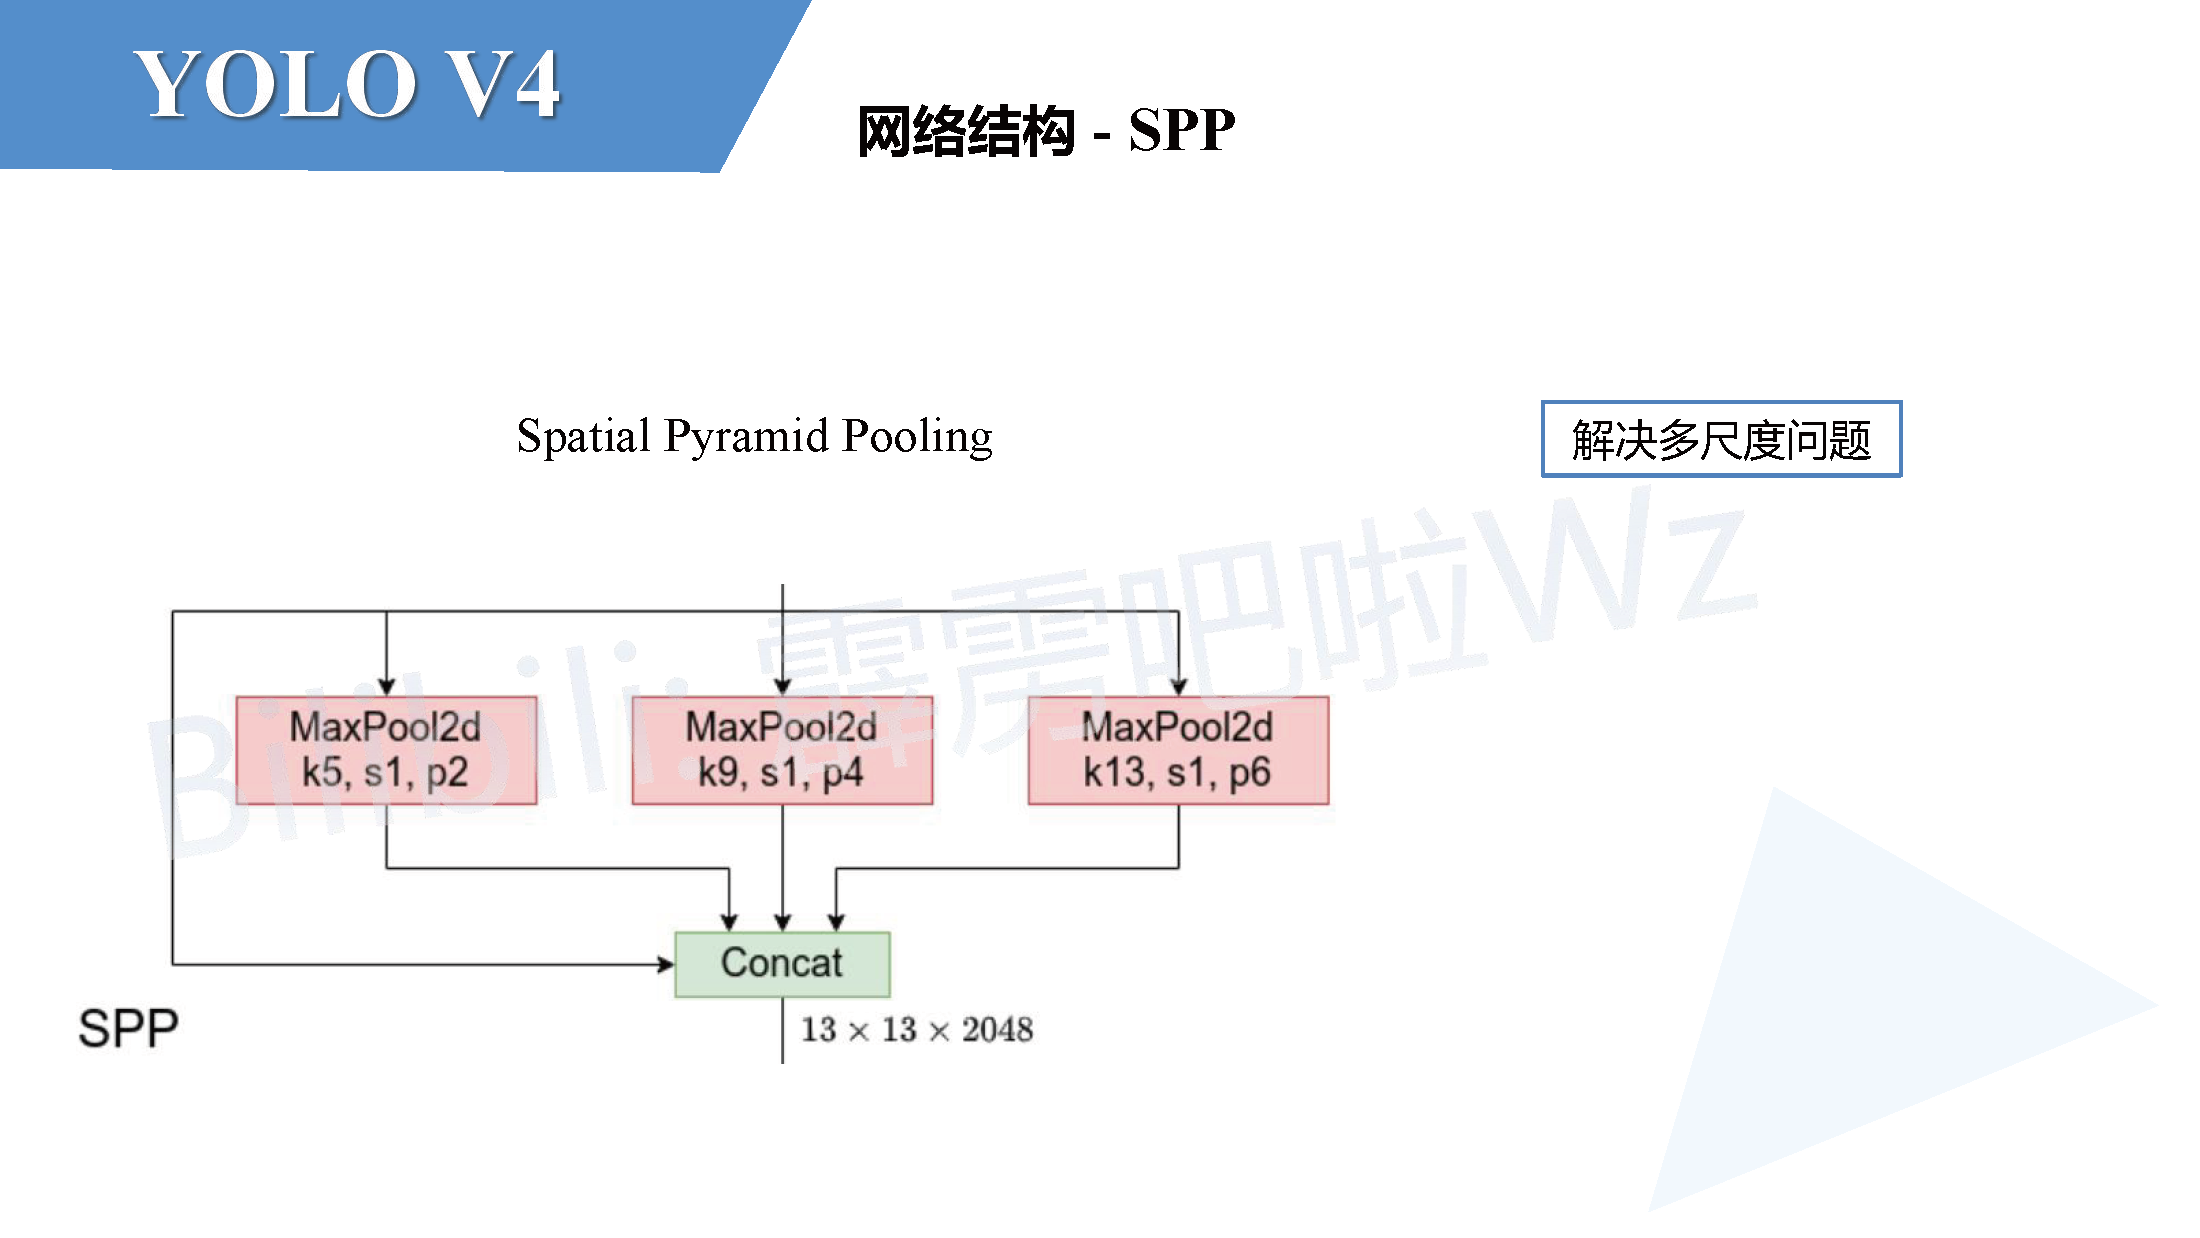 YOLO V4
网络结构 - SPP
Spatial Pyramid Pooling
解决多尺度问题
Bilibili: 霹雳吧啦Wz
MaxPool2d
k5, s1, p2
MaxPool2d
k9, s1, p4
MaxPool2d
k13, s1, p6
Concat
SPP
13 × 13 × 2048